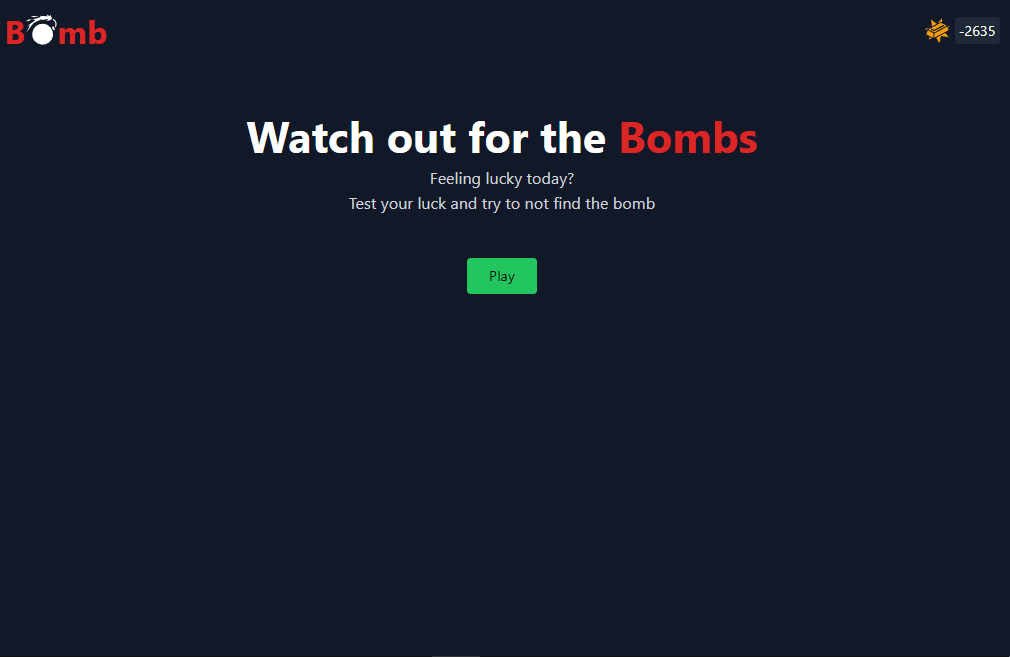 Bomb
-2635
Watch out for the Bombs
Feeling lucky today?
Test your luck and try to not find the bomb
Play